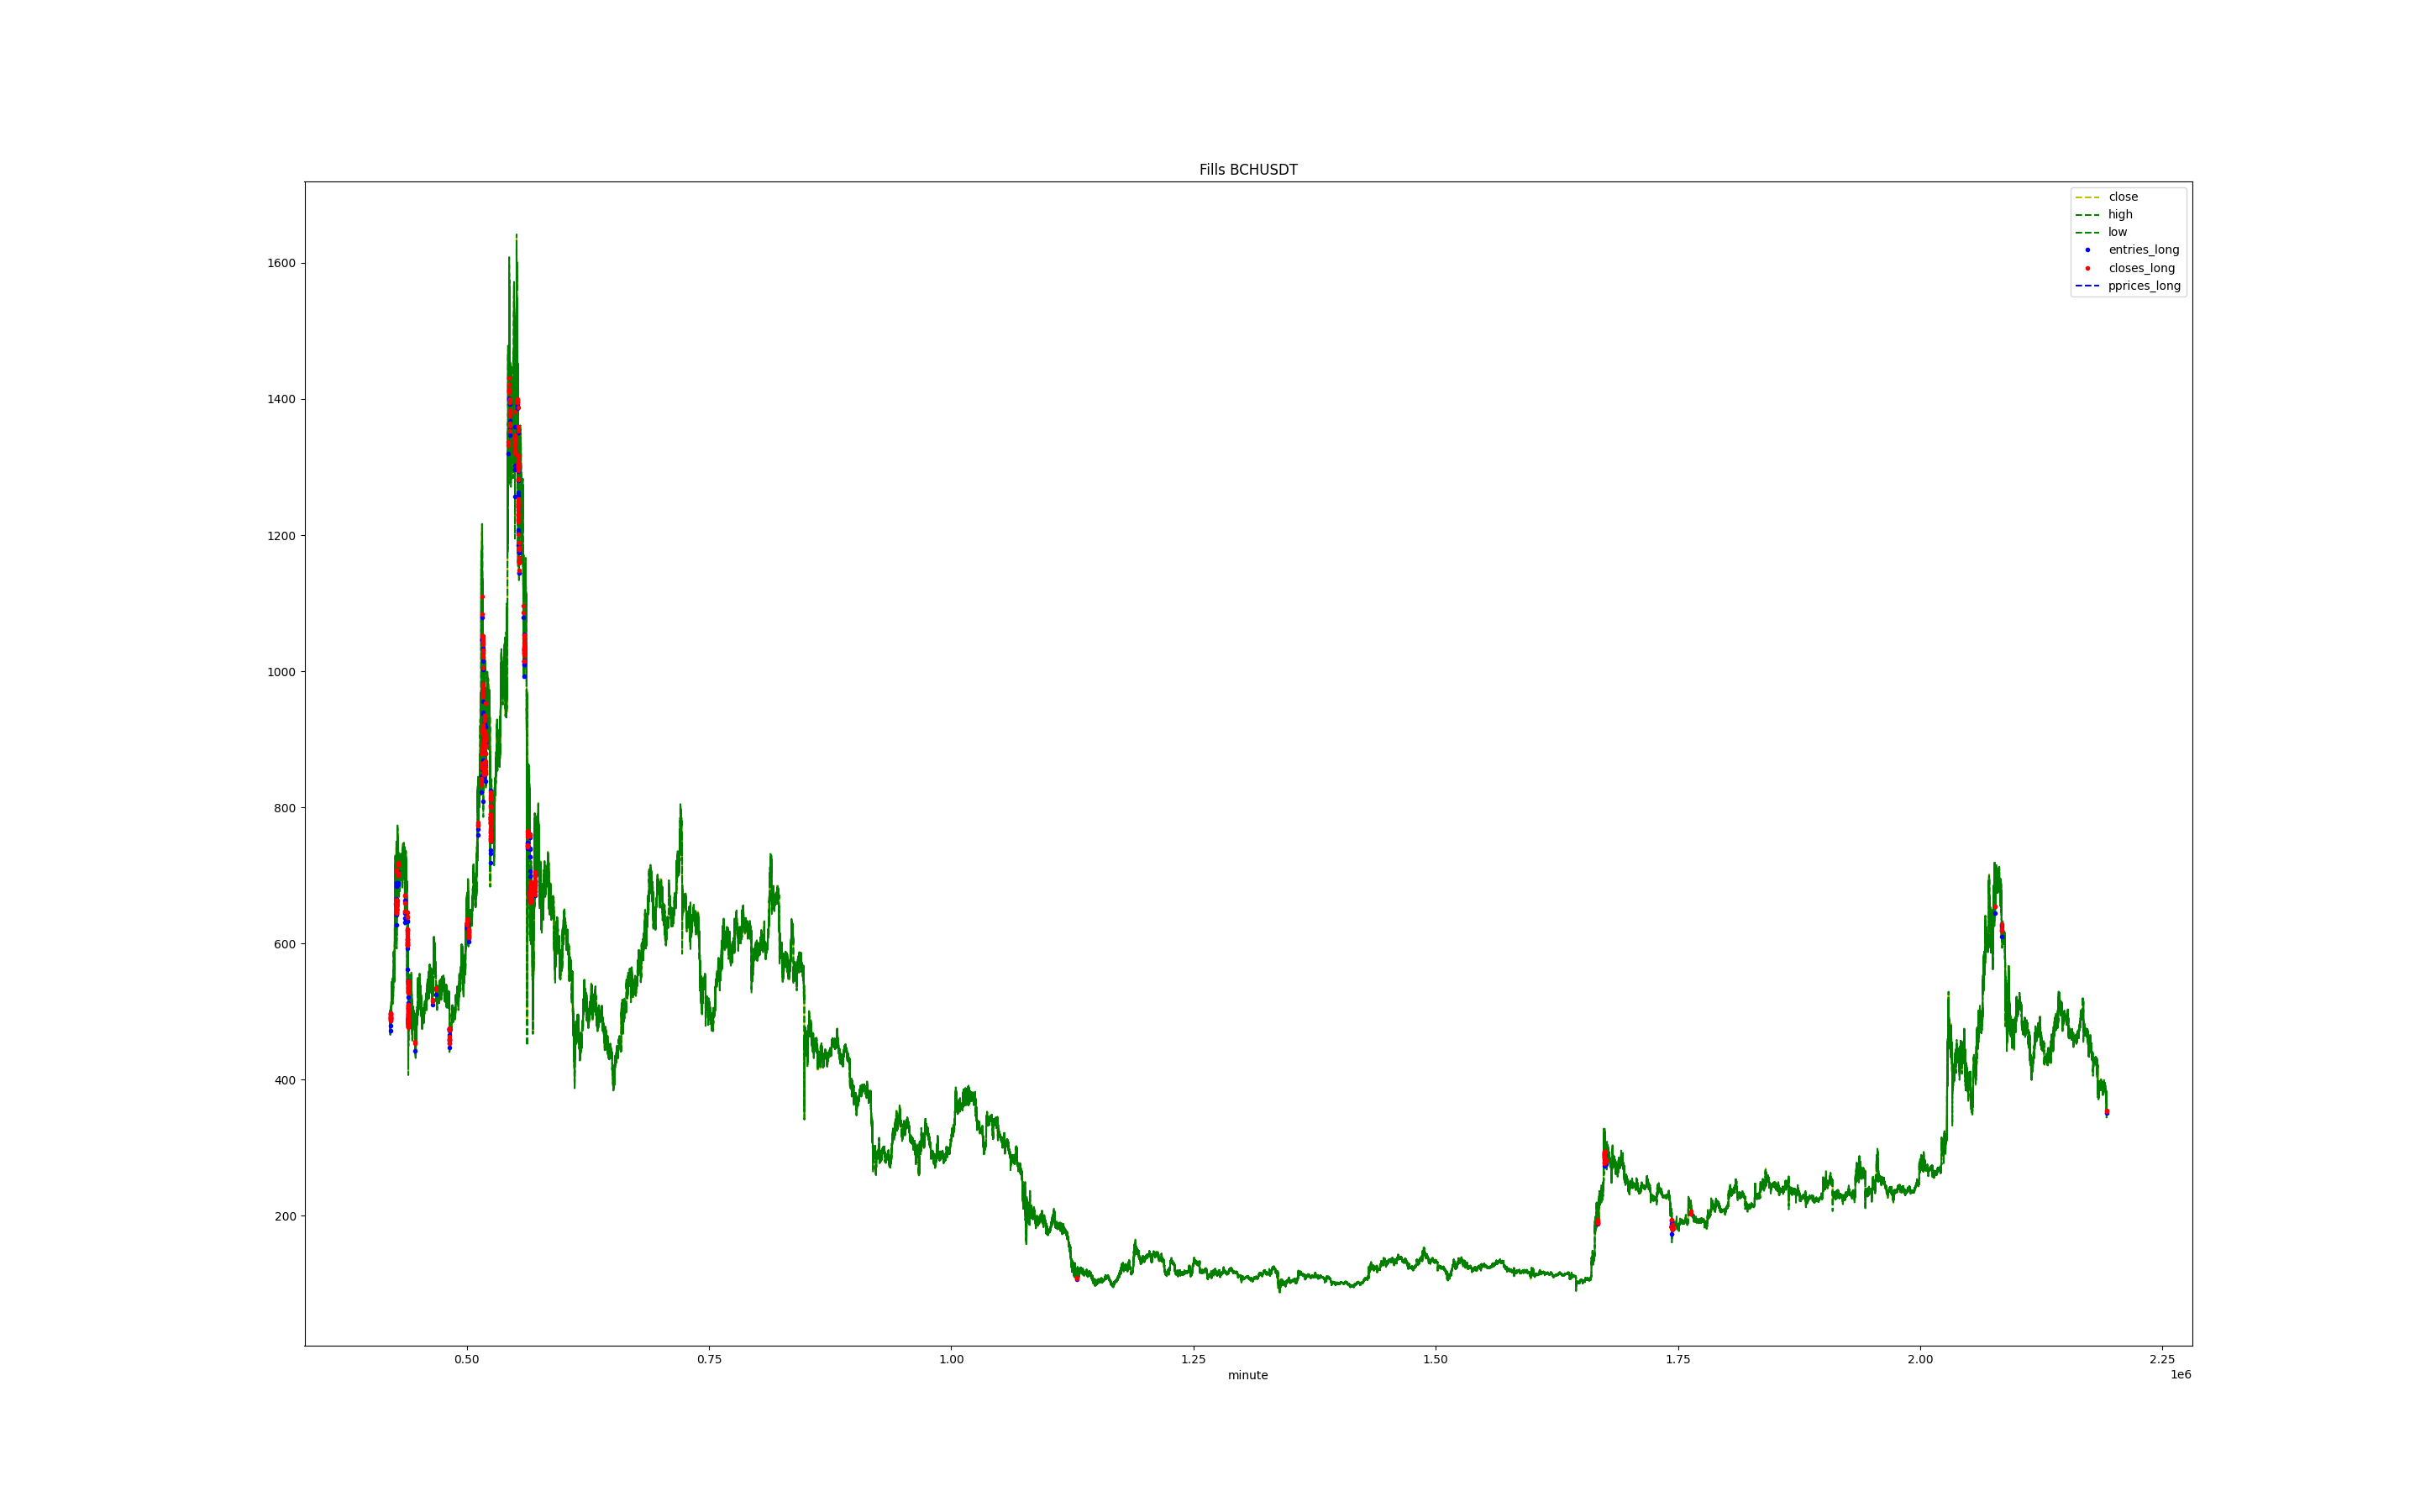 Fills BCHUSDT
close
high
low
entries_long
closes_long
pprices_long
1600
1400
1200
1000
800
600
400
200
0.50 0.75 1.00 1.25 1.50 1.75 2.00 2.25
1e6
minute